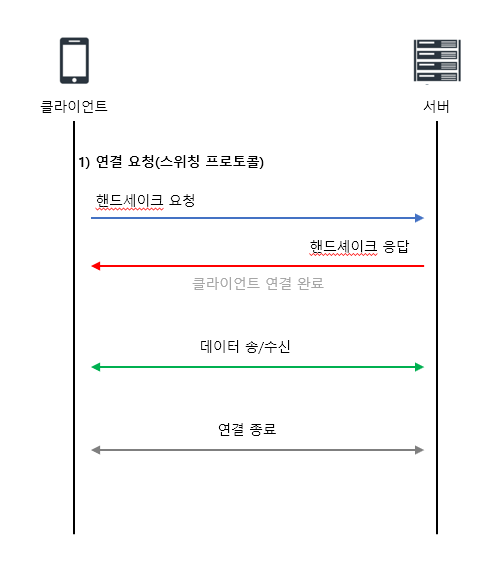 클라이언트
서버
1) 연결 요청(스위칭 프로토콜)
핸드세이크 요청
핸드세이크 응답
클라이언트 연결 완료
데이터 송/수신
연결 종료